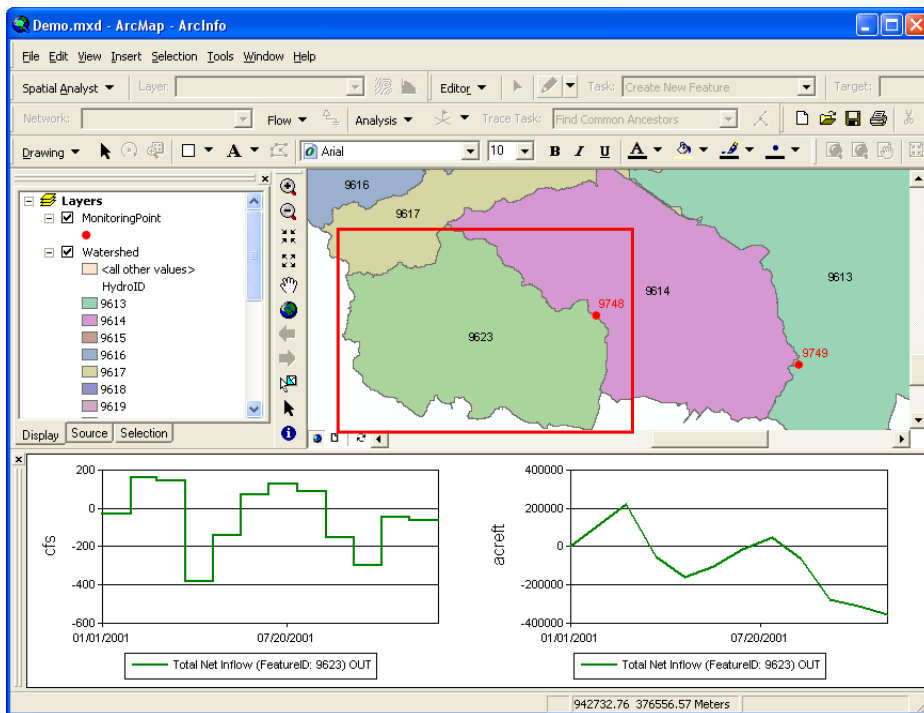 Demo.mxd - ArcMap - ArcInfo
File Edit View Insert Selection Tools Window Help
Spatial Analyst Layer: Editor Task: Create New Feature Target:
Network: Flow Analysis Trace Task: Find Common Ancestors
Drawing A Arial 10 B I U A
Layers
MonitoringPoint
Watershed
<all other values>
HydroID
9613
9614
9615
9616
9617
9618
9619
Display Source Selection
9616
9617
9614
9613
9748
9623
9749
200
0
-200
-400
-600
cfs
01/01/2001 07/20/2001
Total Net Inflow (FeatureID: 9623) OUT
400000
200000
0
-200000
-400000
acreft
01/01/2001 07/20/2001
Total Net Inflow (FeatureID: 9623) OUT
942732.76 376556.57 Meters